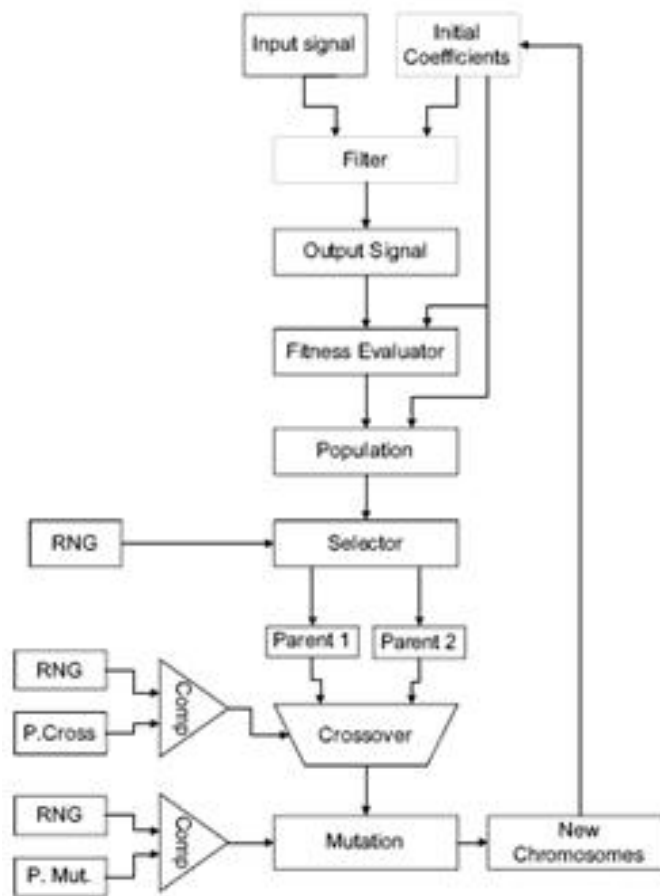 Input signal
Initial
Coefficients
Filter
Output Signal
Fitness Evaluator
Population
RNG
Selector
Parent 1
Parent 2
RNG
Comp
P.Cross
Crossover
RNG
Comp
P. Mut.
Mutation
New
Chromosomes